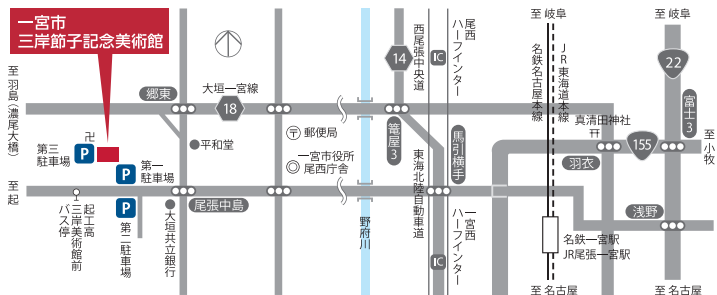 一宮市
三岸節子記念美術館
至 羽島（濃尾大橋）
郷東
大垣一宮線
18
14
西尾張中央道
尾西
ハーフインター
IC
至 岐阜
名鉄名古屋本線
JR東海道本線
至 岐阜
22
富士3
至 小牧
真清田神社
155
羽衣
卍
第三
駐車場
P
P
第一
駐車場
平和堂
〒
郵便局
一宮市役所
尾西庁舎
篭屋3
馬引横手
東海北陸自動車道
至 起
起工高
三岸美術館前
バス停
P
第二駐車場
大垣共立銀行
尾張中島
野府川
一宮西
ハーフインター
IC
浅野
名鉄一宮駅
JR尾張一宮駅
至 名古屋
至 名古屋